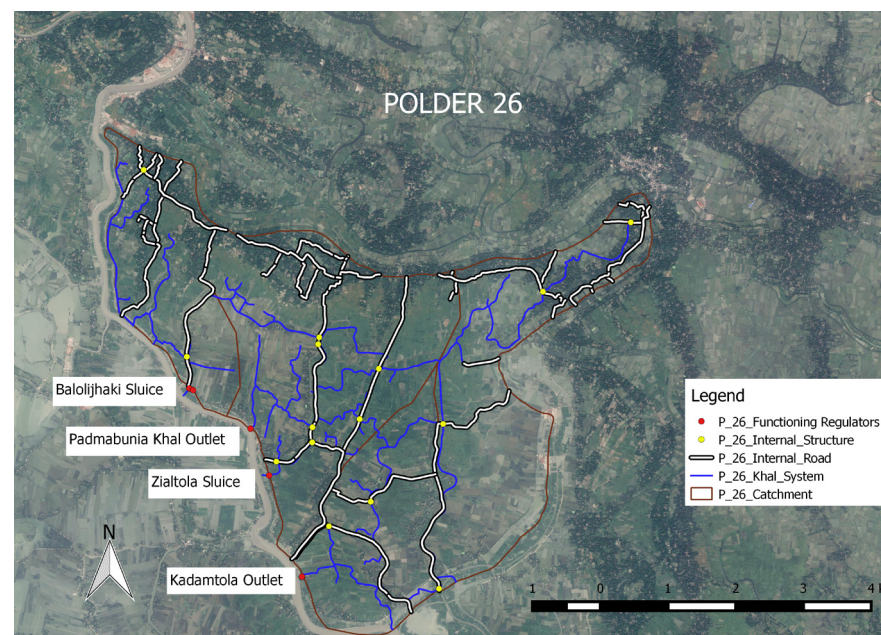 POLDER 26
Balolijhaki Sluice
Padmabunia Khal Outlet
Zialtola Sluice
Kadamtola Outlet
N
Legend
P_26_Functioning Regulators
P_26_Internal_Structure
P_26_Internal_Road
P_26_Khal_System
P_26_Catchment
1 0 1 2 3 4 k